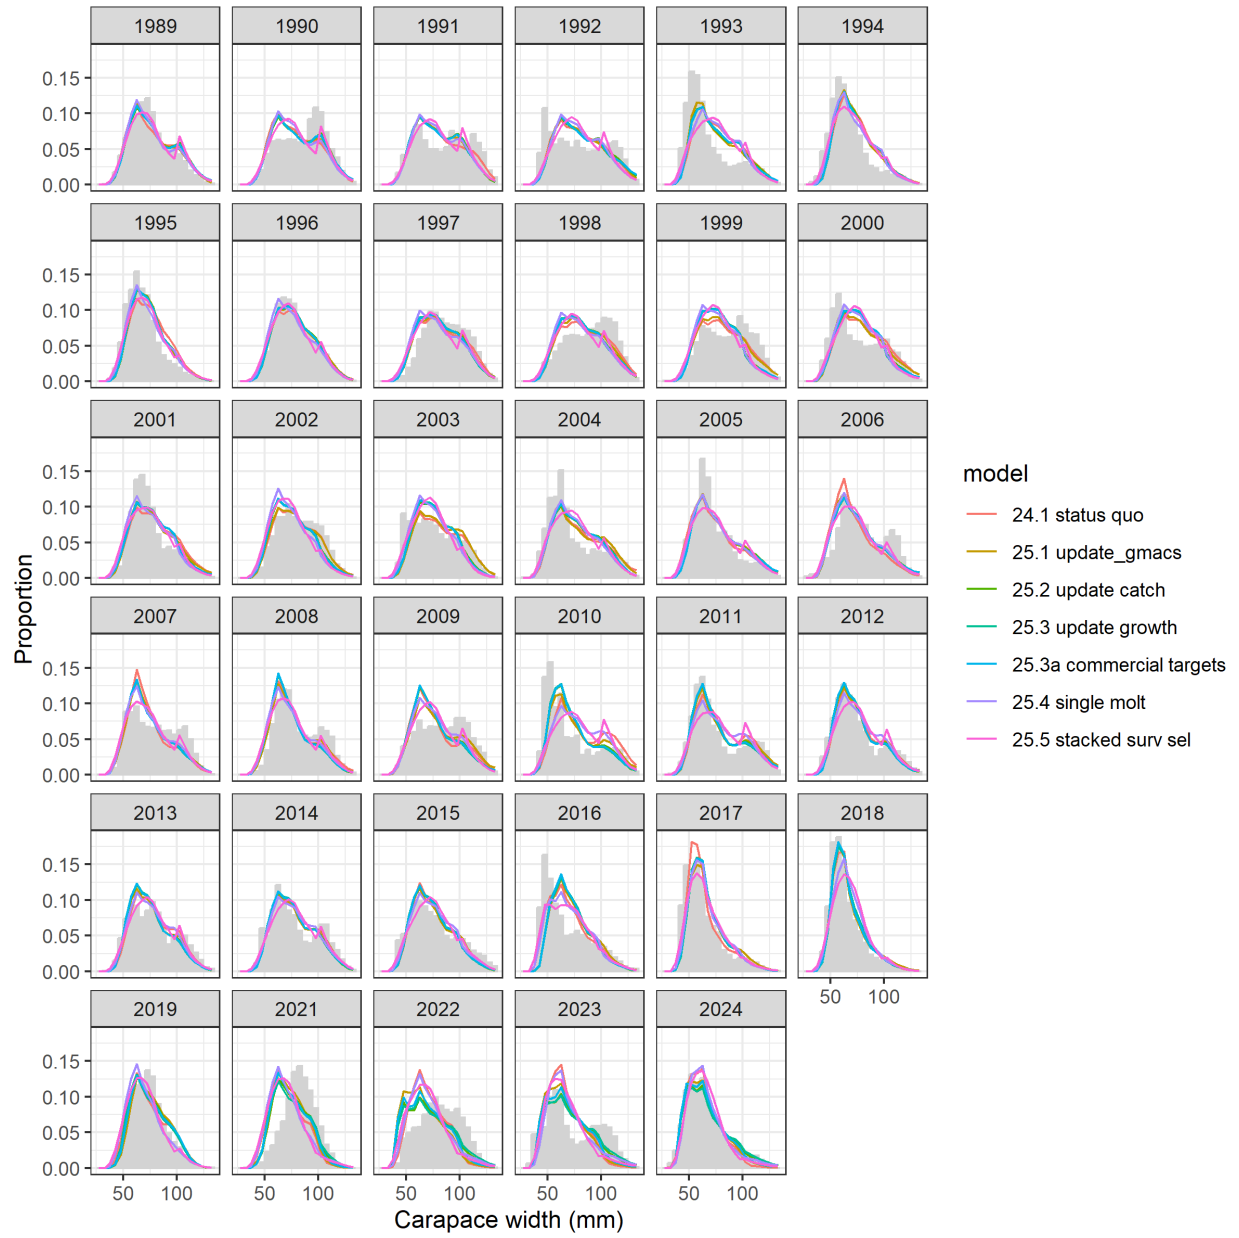 1989 1990 1991 1992 1993 1994
0.15
0.10
0.05
0.00
1995 1996 1997 1998 1999 2000
0.15
0.10
0.05
0.00
2001 2002 2003 2004 2005 2006
0.15
0.10
0.05
0.00
2007 2008 2009 2010 2011 2012
0.15
0.10
0.05
0.00
2013 2014 2015 2016 2017 2018
0.15
0.10
0.05
0.00
50 100
2019 2021 2022 2023 2024
0.15
0.10
0.05
0.00
50 100 50 100 50 100 50 100 50 100
Carapace width (mm)
Proportion
model
24.1 status quo
25.1 update_gmacs
25.2 update catch
25.3 update growth
25.3a commercial targets
25.4 single molt
25.5 stacked surv sel